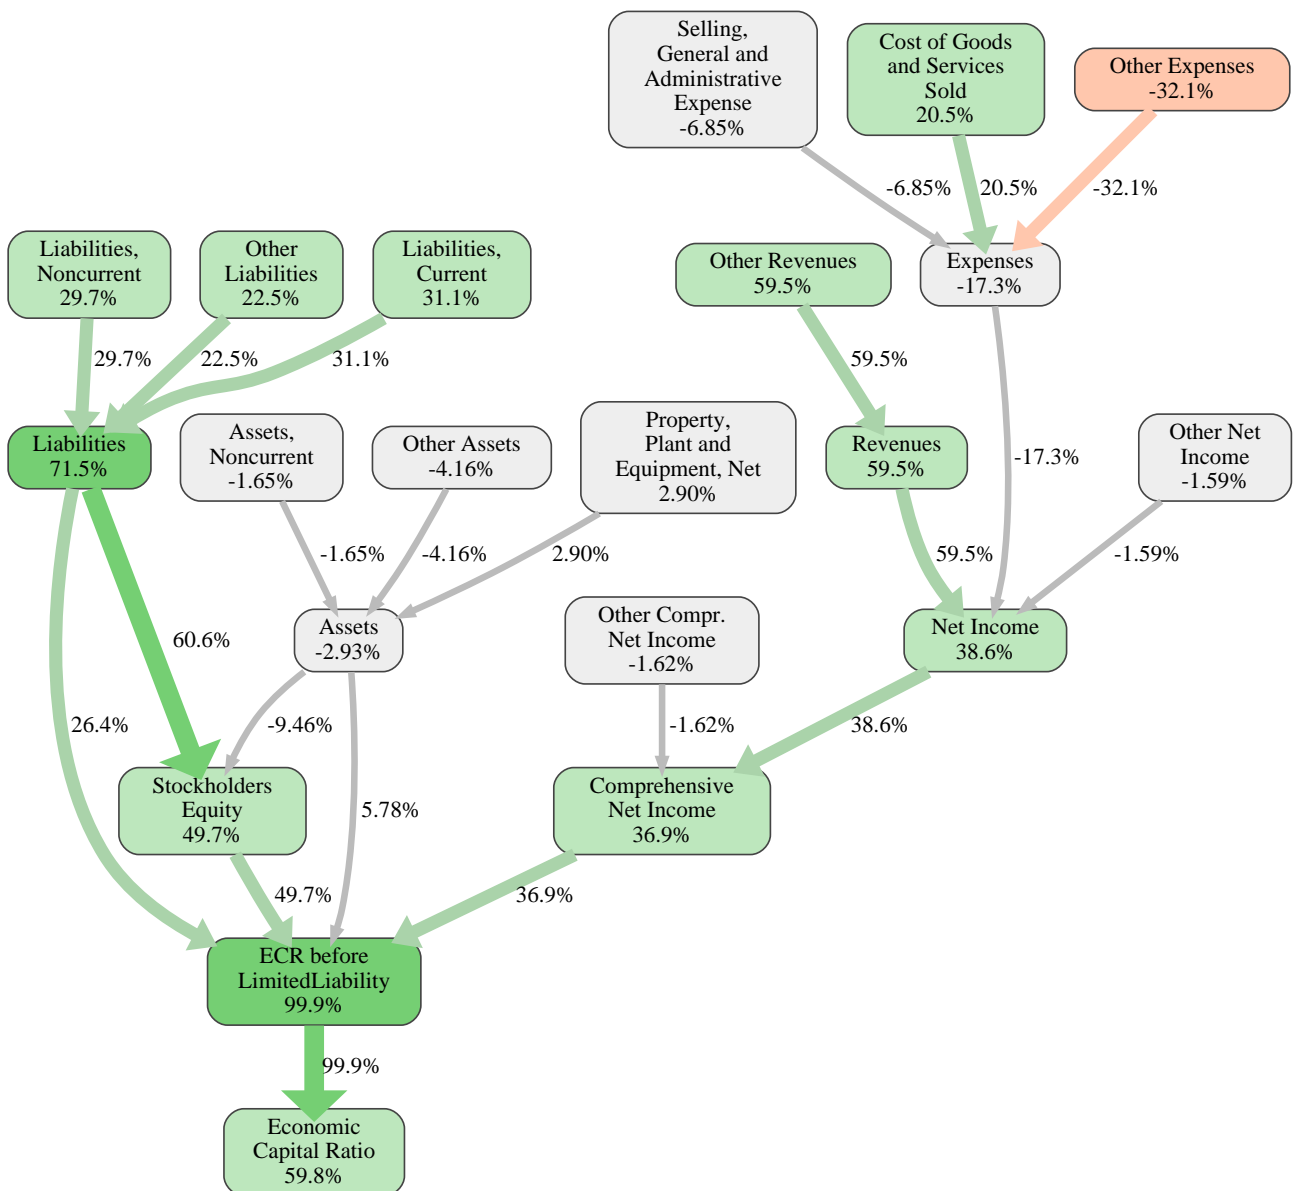 Selling,
General and
Administrative
Expense
-6.85%
Cost of Goods
and Services
Sold
20.5%
Other Expenses
-32.1%
-6.85%
20.5%
-32.1%
Liabilities,
Noncurrent
29.7%
Other
Liabilities
22.5%
Liabilities,
Current
31.1%
Other Revenues
59.5%
Expenses
-17.3%
29.7%
22.5%
31.1%
59.5%
Liabilities
71.5%
Assets,
Noncurrent
-1.65%
Other Assets
-4.16%
Property,
Plant and
Equipment, Net
2.90%
Revenues
59.5%
-17.3%
Other Net
Income
-1.59%
-1.65%
-4.16%
2.90%
59.5%
-1.59%
60.6%
Assets
-2.93%
Other Compr.
Net Income
-1.62%
Net Income
38.6%
26.4%
-9.46%
-1.62%
38.6%
Stockholders
Equity
49.7%
5.78%
Comprehensive
Net Income
36.9%
49.7%
36.9%
ECR before
LimitedLiability
99.9%
99.9%
Economic
Capital Ratio
59.8%